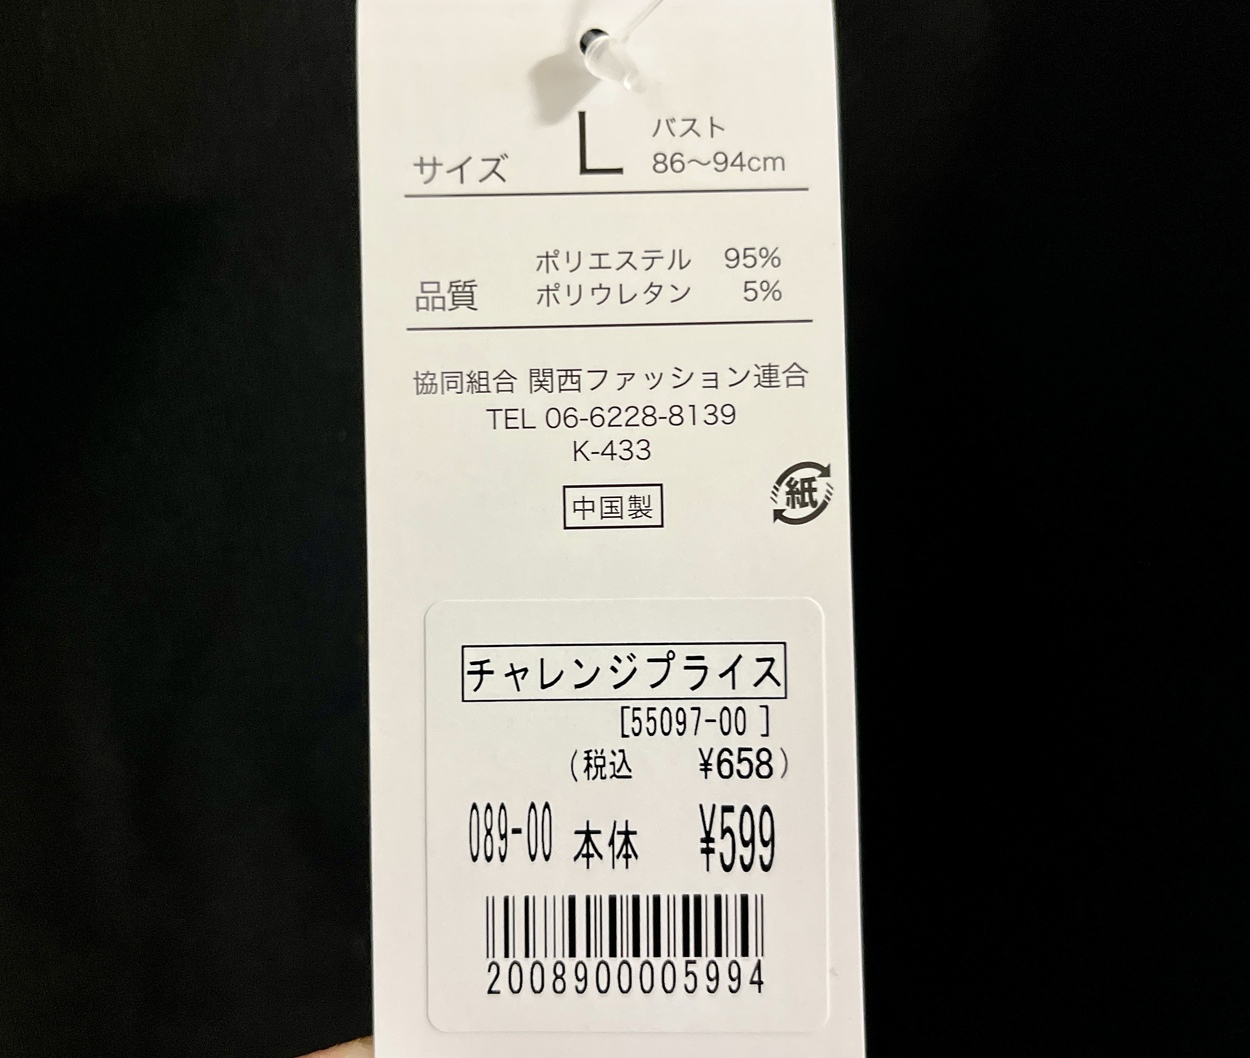 サイズ L バスト
86〜94cm
品質 ポリエステル 95%
ポリウレタン 5%
協同組合 関西ファッション連合
TEL 06-6228-8139
K-433
中国製
紙
チャレンジプライス
[55097-00 ]
(税込 ¥658)
089-00 本体 ¥599
2008900005994